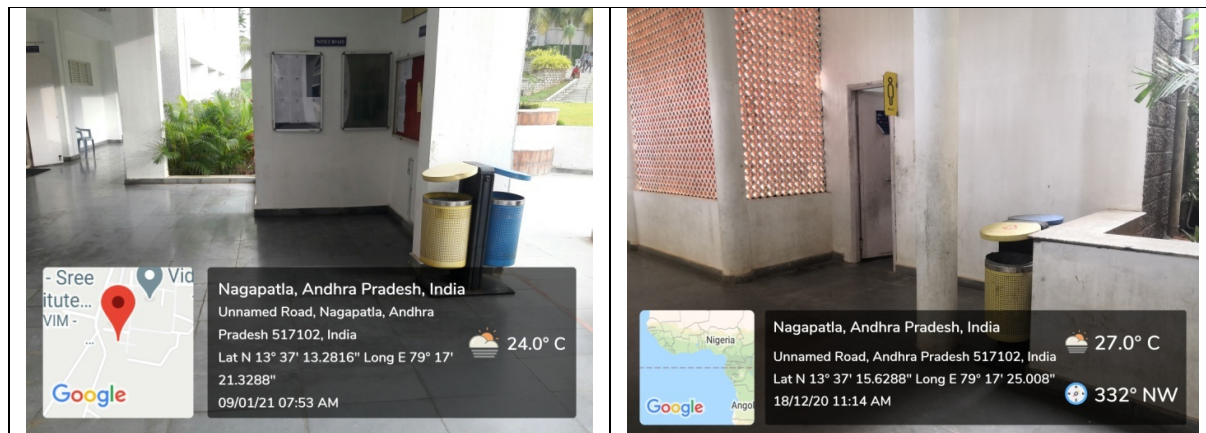 NOTICE BOARD
- Sree
Vid
itute...
VIM -
...
Google
Nagapatla, Andhra Pradesh, India
Unnamed Road, Nagapatla, Andhra
Pradesh 517102, India
Lat N 13° 37' 13.2816" Long E 79° 17'
21.3288"
09/01/21 07:53 AM
24.0° C
Nigeria
Angol
Google
Nagapatla, Andhra Pradesh, India
Unnamed Road, Andhra Pradesh 517102, India
Lat N 13° 37' 15.6288" Long E 79° 17' 25.008"
18/12/20 11:14 AM
27.0° C
332° NW